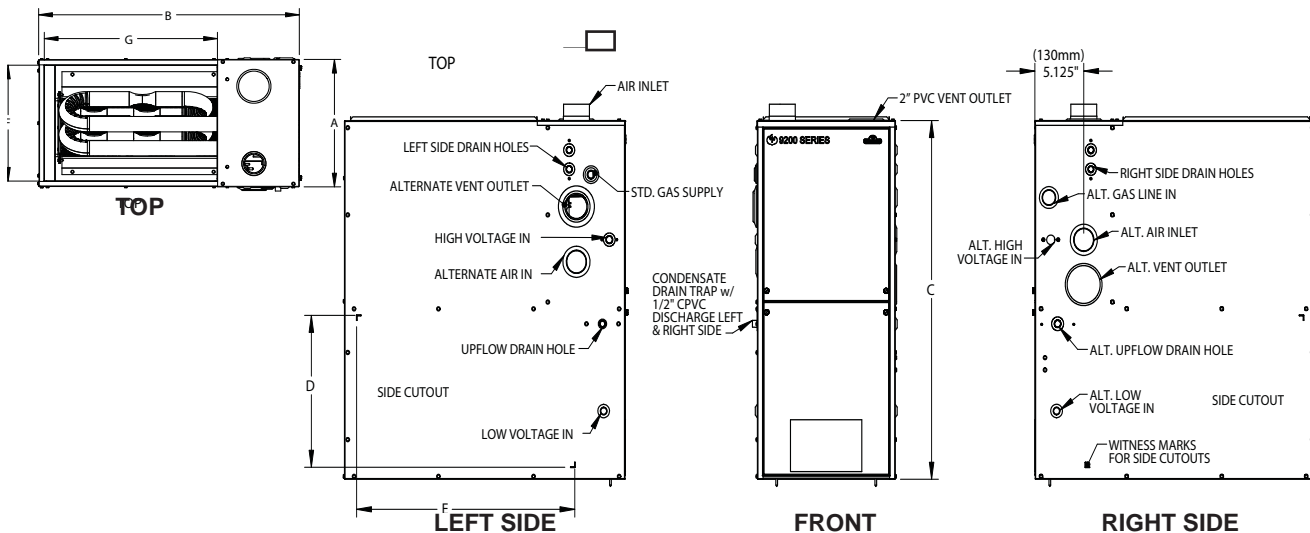 B
G
A
TOP
TOP
TOP
AIR INLET
LEFT SIDE DRAIN HOLES
ALTERNATE VENT OUTLET
STD. GAS SUPPLY
HIGH VOLTAGE IN
ALTERNATE AIR IN
UPFLOW DRAIN HOLE
D
SIDE CUTOUT
LOW VOLTAGE IN
LEFT SIDE
2" PVC VENT OUTLET
9200 SERIES
C
CONDENSATE
DRAIN TRAP w/
1/2" CPVC
DISCHARGE LEFT
& RIGHT SIDE
FRONT
(130mm)
5.125"
RIGHT SIDE DRAIN HOLES
ALT. GAS LINE IN
ALT. AIR INLET
ALT. HIGH
VOLTAGE IN
ALT. VENT OUTLET
ALT. UPFLOW DRAIN HOLE
ALT. LOW
VOLTAGE IN
SIDE CUTOUT
WITNESS MARKS
FOR SIDE CUTOUTS
RIGHT SIDE